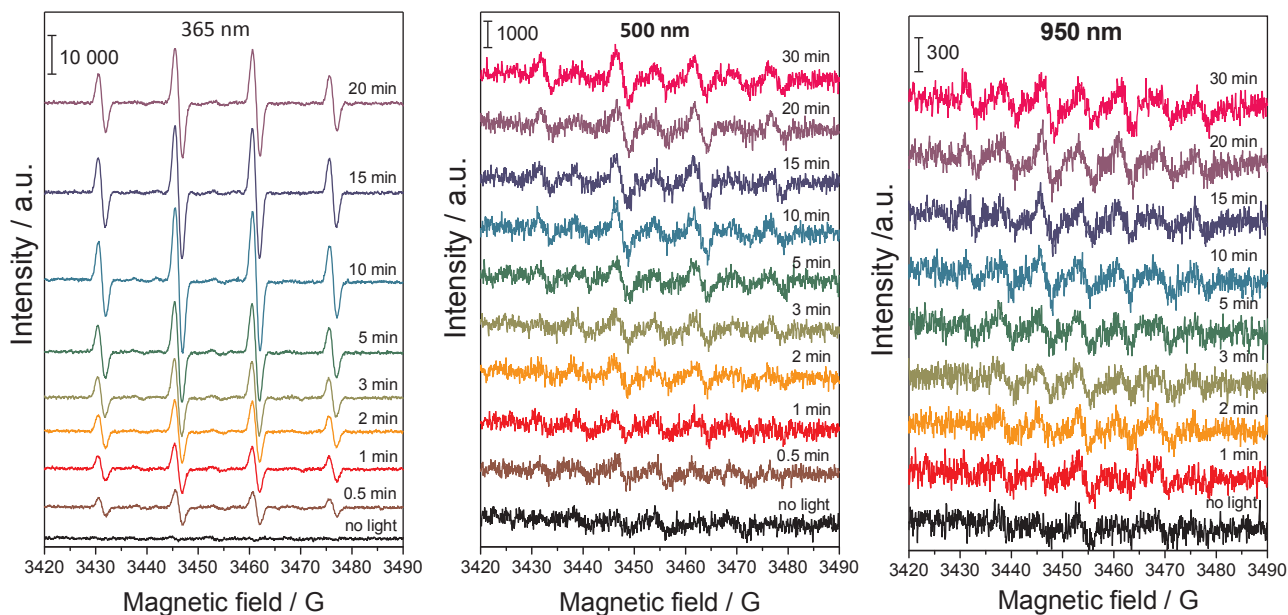 365 nm
10 000
20 min
15 min
10 min
5 min
3 min
2 min
1 min
0.5 min
no light
Intensity / a.u.
3420 3430 3440 3450 3460 3470 3480 3490
Magnetic field / G
500 nm
1000
30 min
20 min
15 min
10 min
5 min
3 min
2 min
1 min
0.5 min
no light
Intensity / a.u.
3420 3430 3440 3450 3460 3470 3480 3490
Magnetic field / G
950 nm
300
30 min
20 min
15 min
10 min
5 min
3 min
2 min
1 min
no light
Intensity /a.u.
3420 3430 3440 3450 3460 3470 3480 3490
Magnetic field / G